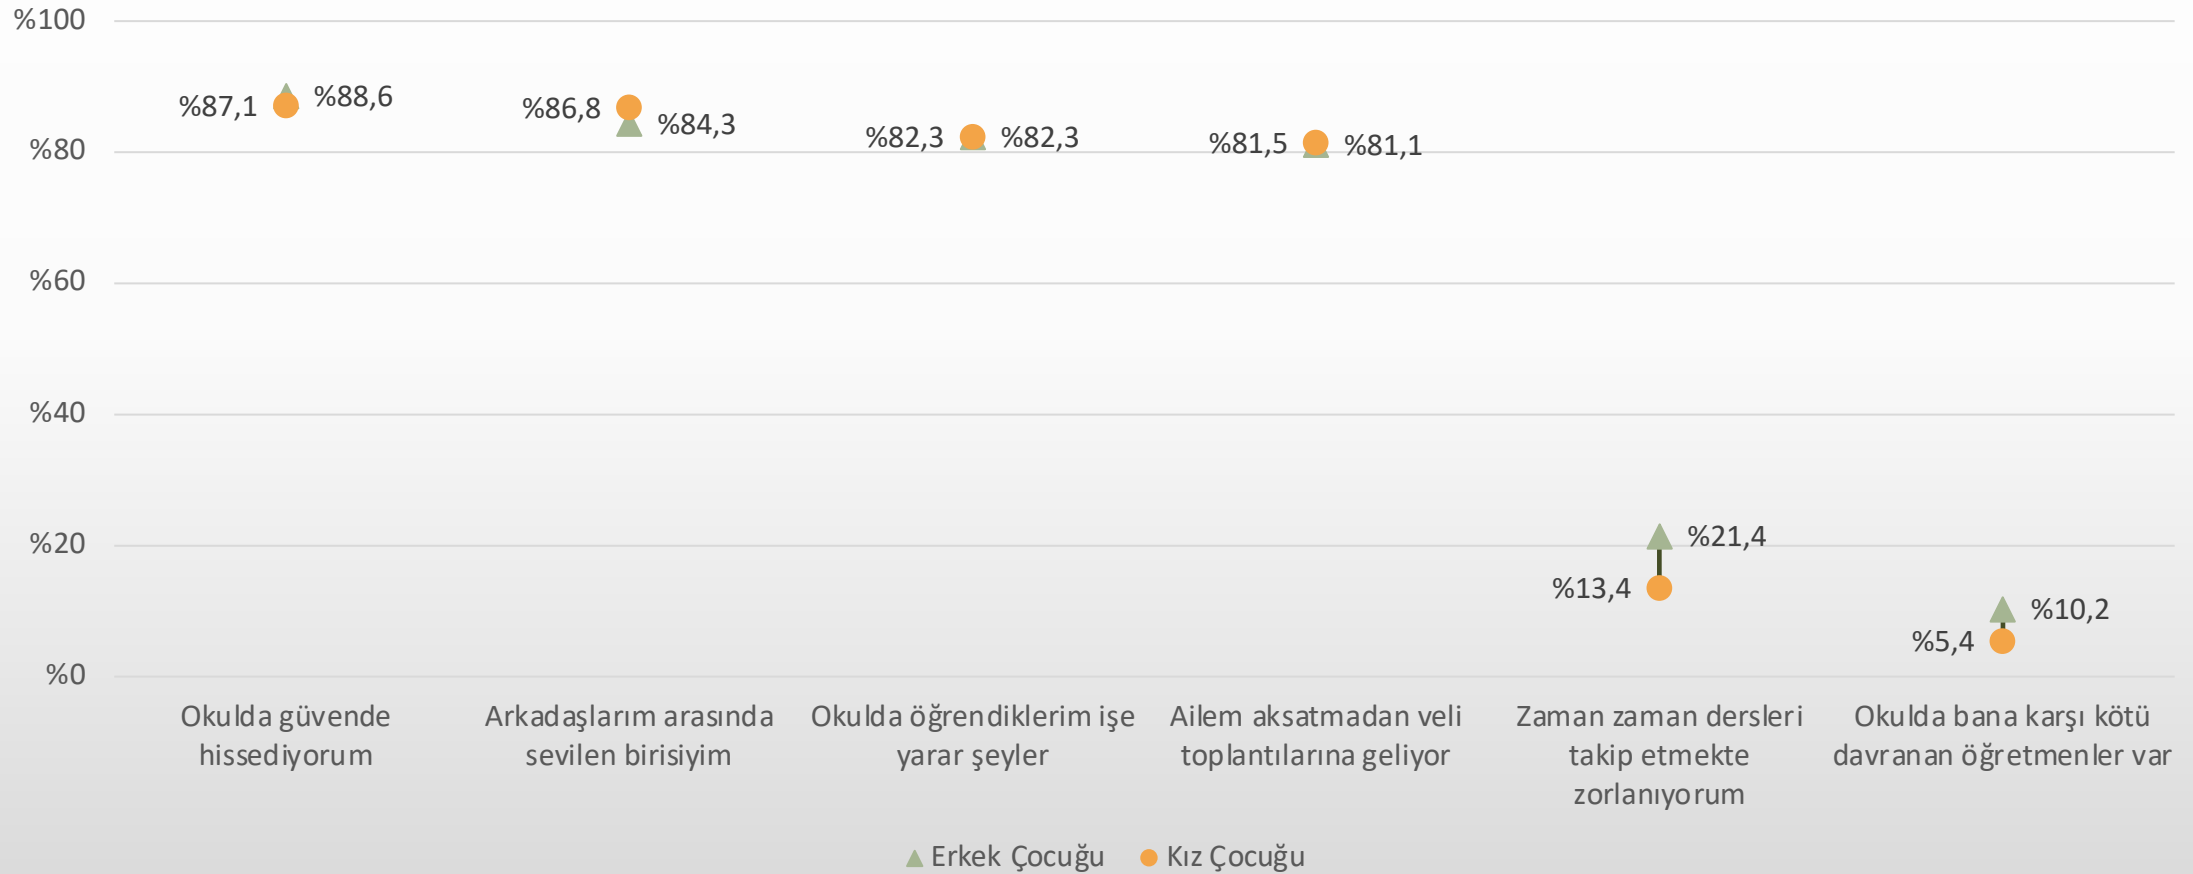 %100
%80
%60
%40
%20
%0
%87,1 %88,6
%86,8 %84,3
%82,3 %82,3
%81,5 %81,1
%13,4 %21,4
%5,4 %10,2
Okulda güvende
hissediyorum
Arkadaşlarım arasında
sevilen birisiyim
Okulda öğrendiklerim işe
yarar şeyler
Ailem aksatmadan veli
toplantılarına geliyor
Zaman zaman dersleri
takip etmekte
zorlanıyorum
Okulda bana karşı kötü
davranan öğretmenler var
Erkek Çocuğu Kız Çocuğu